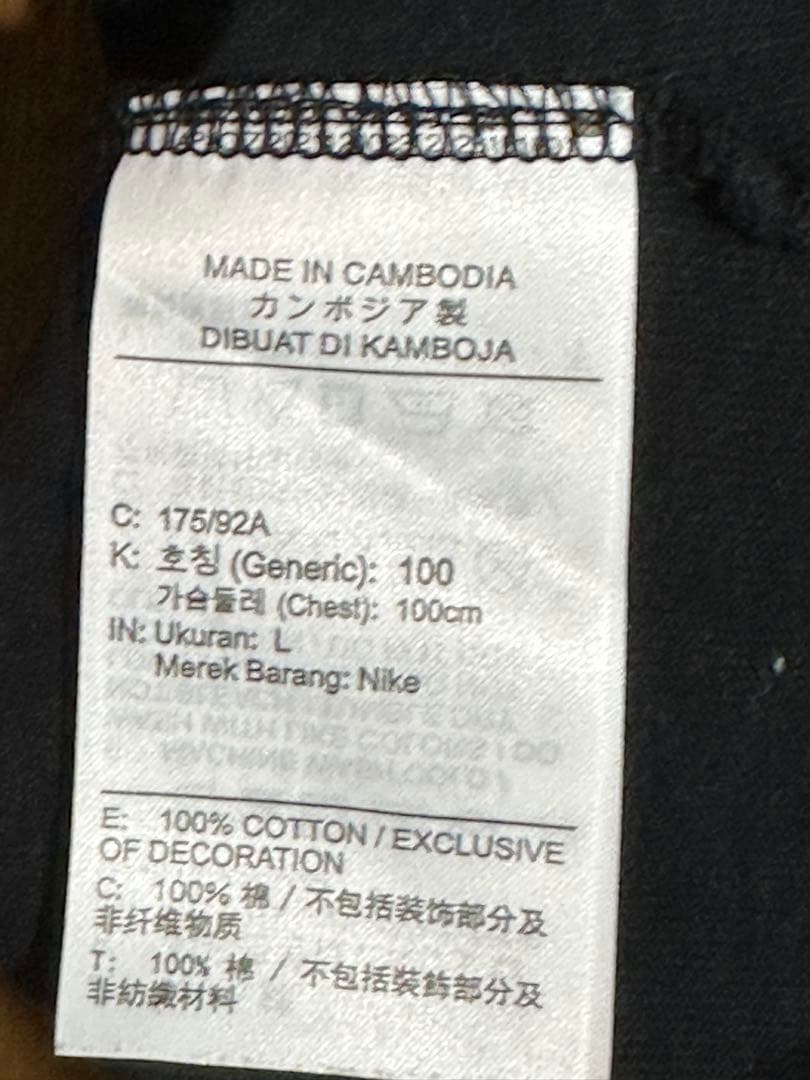 MADE IN CAMBODIA
カンボジア製
DIBUAT DI KAMBOJA
C: 175/92A
K: 호칭 (Generic): 100
가슴둘레 (Chest): 100cm
IN: Ukuran: L
Merek Barang: Nike
E: 100% COTTON / EXCLUSIVE
OF DECORATION
C: 100% 棉 / 不包括装饰部分及
非纤维物质
T: 100% 棉 / 不包括裝飾部分及
非紡織材料